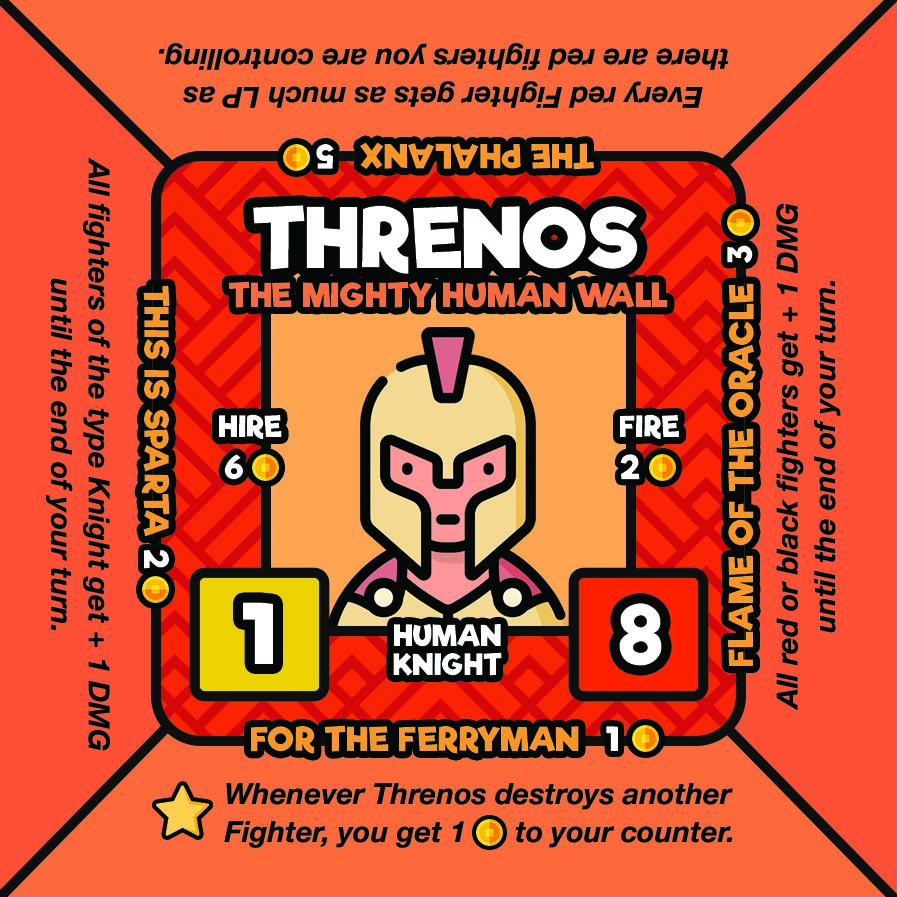 Every red Fighter gets as much LP as
there are red fighters you are controlling.
THE PHALANX 5
THRENOS
THE MIGHTY HUMAN WALL
HIRE
6
FIRE
2
1
8
HUMAN
KNIGHT
THIS IS SPARTA 2
All fighters of the type Knight get + 1 DMG
until the end of your turn.
FLAME OF THE ORACLE 3
All red or black fighters get + 1 DMG
until the end of your turn.
FOR THE FERRYMAN 1
Whenever Threnos destroys another
Fighter, you get 1 to your counter.